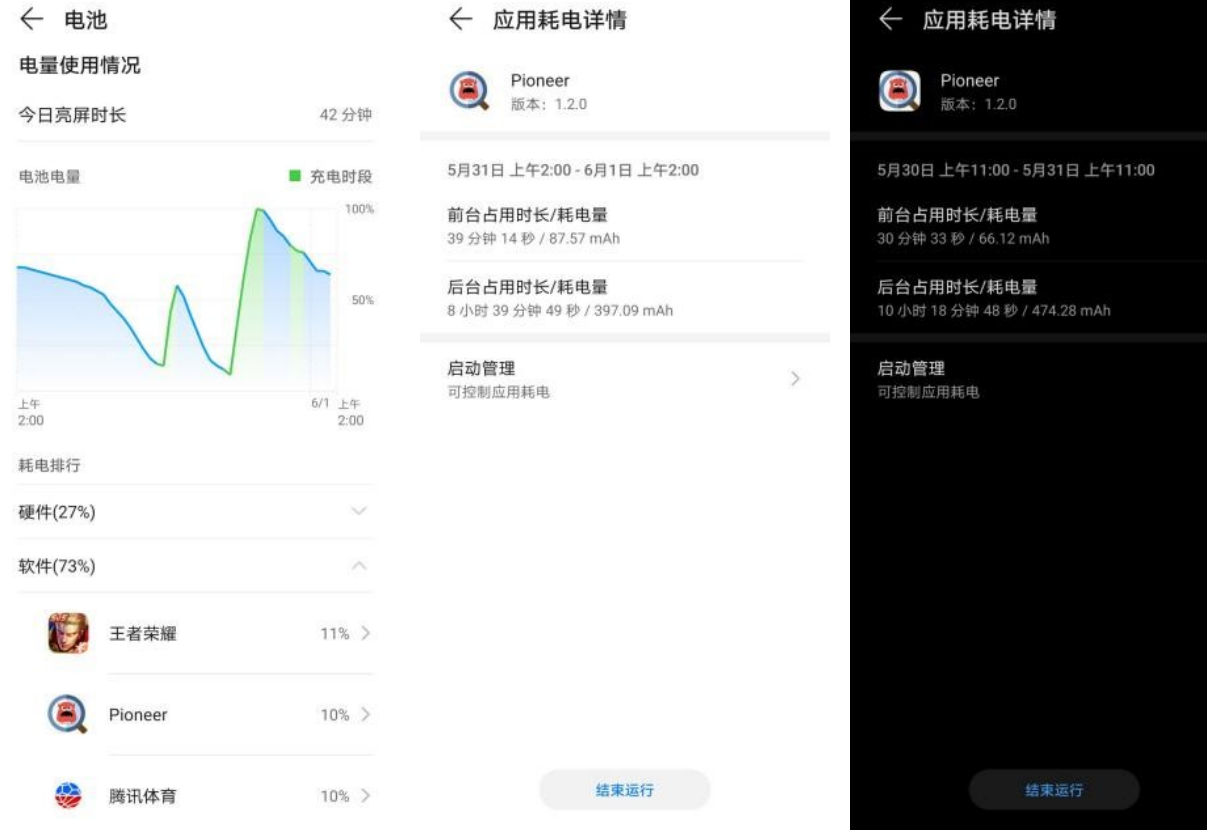 电池
电量使用情况
今日亮屏时长 42 分钟
电池电量 充电时段
100%
50%
上午 6/1 上午
2:00 2:00
耗电排行
硬件(27%)
软件(73%)
王者荣耀 11%
Pioneer 10%
腾讯体育 10%
应用耗电详情
Pioneer
版本：1.2.0
5月31日 上午2:00 - 6月1日 上午2:00
前台占用时长/耗电量
39 分钟 14 秒 / 87.57 mAh
后台占用时长/耗电量
8 小时 39 分钟 49 秒 / 397.09 mAh
启动管理
可控制应用耗电
结束运行
应用耗电详情
Pioneer
版本：1.2.0
5月30日 上午11:00 - 5月31日 上午11:00
前台占用时长/耗电量
30 分钟 33 秒 / 66.12 mAh
后台占用时长/耗电量
10 小时 18 分钟 48 秒 / 474.28 mAh
启动管理
可控制应用耗电
结束运行